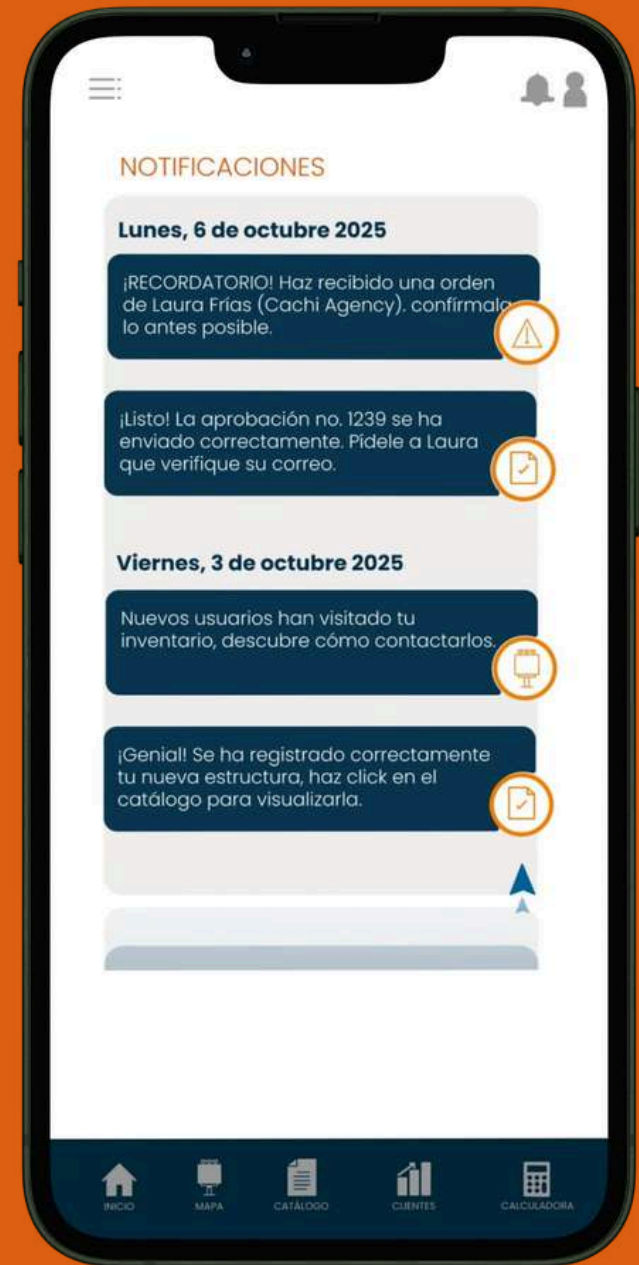 NOTIFICACIONES
Lunes, 6 de octubre 2025
¡RECORDATORIO! Haz recibido una orden
de Laura Frías (Cachi Agency). confírmala
lo antes posible.
¡Listo! La aprobación no. 1239 se ha
enviado correctamente. Pídele a Laura
que verifique su correo.
Viernes, 3 de octubre 2025
Nuevos usuarios han visitado tu
inventario, descubre cómo contactarlos.
¡Genial! Se ha registrado correctamente
tu nueva estructura, haz click en el
catálogo para visualizarla.
INICIO MAPA CATÁLOGO CLIENTES CALCULADORA